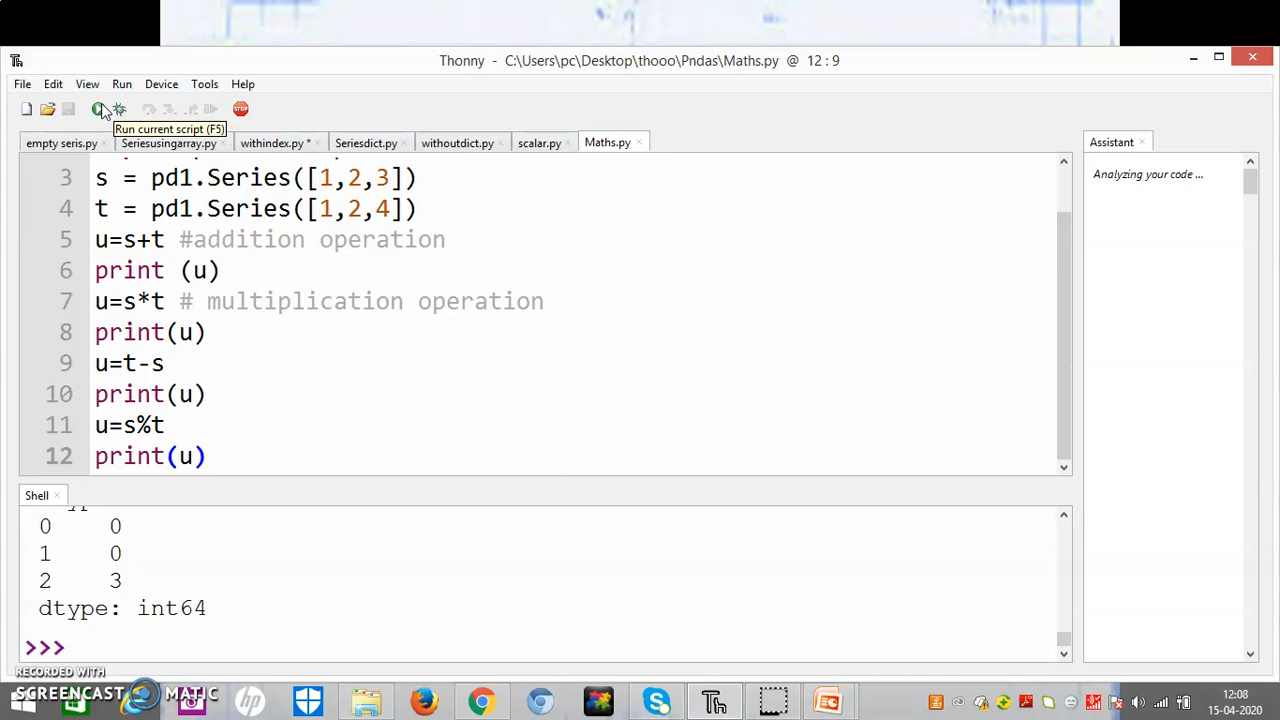 Th Thonny - C:\Users\pc\Desktop\thooo\Pndas\Maths.py @ 12 : 9
File Edit View Run Device Tools Help
STOP
Run current script (F5)
empty seris.py Seriesusingarray.py withindex.py * Seriesdict.py withoutdict.py scalar.py Maths.py
Assistant
Analyzing your code ...
3 s = pd1.Series([1,2,3])
4 t = pd1.Series([1,2,4])
5 u=s+t #addition operation
6 print (u)
7 u=s*t # multiplication operation
8 print(u)
9 u=t-s
10 print(u)
11 u=s%t
12 print(u)
Shell
0 0
1 0
2 3
dtype: int64
>>>
RECORDED WITH
SCREENCAST MATIC
hp
Th
12:08
15-04-2020